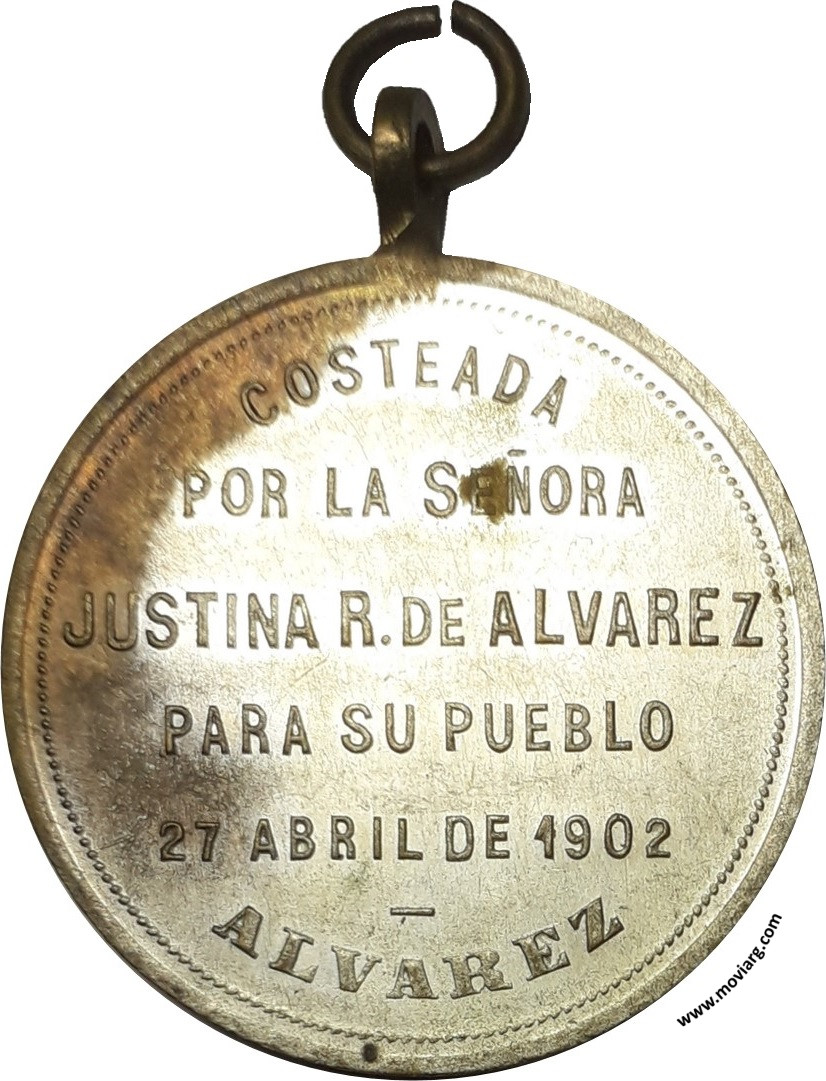 COSTEADA
POR LA SEÑORA
JUSTINA R. DE ALVAREZ
PARA SU PUEBLO
27 ABRIL DE 1902
—
ALVAREZ
www.moviarg.com